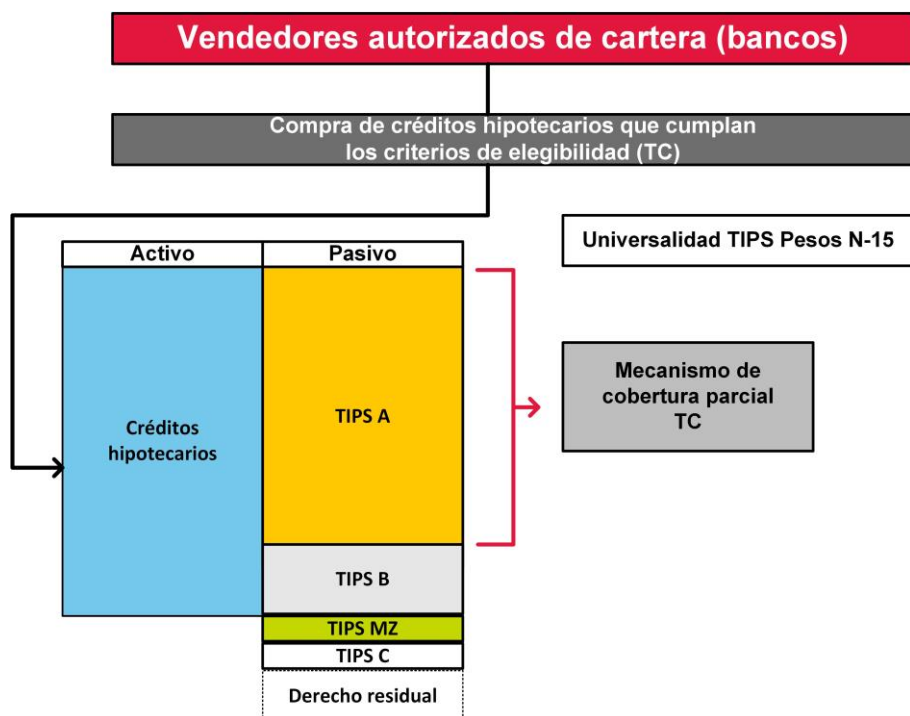 Vendedores autorizados de cartera (bancos)
Compra de créditos hipotecarios que cumplan
los criterios de elegibilidad (TC)
Universalidad TIPS Pesos N-15
Activo
Pasivo
Créditos
hipotecarios
TIPS A
Mecanismo de
cobertura parcial
TC
TIPS B
TIPS MZ
TIPS C
Derecho residual